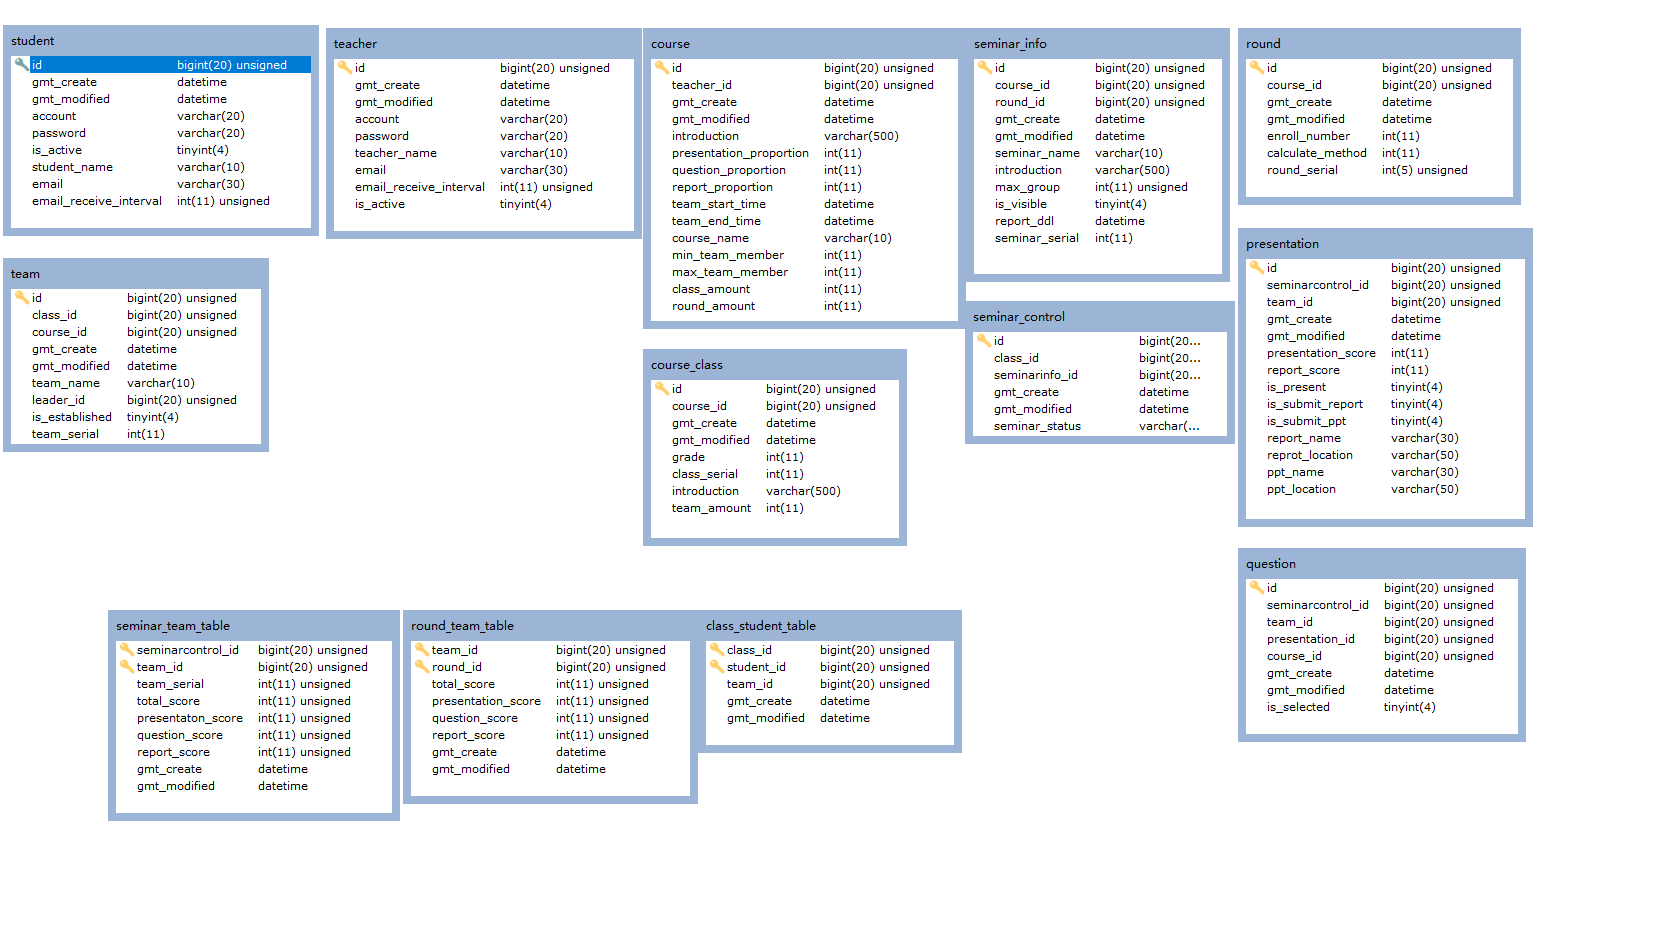 student
id bigint(20) unsigned
gmt_create datetime
gmt_modified datetime
account varchar(20)
password varchar(20)
is_active tinyint(4)
student_name varchar(10)
email varchar(30)
email_receive_interval int(11) unsigned
teacher
id bigint(20) unsigned
gmt_create datetime
gmt_modified datetime
account varchar(20)
password varchar(20)
teacher_name varchar(10)
email varchar(30)
email_receive_interval int(11) unsigned
is_active tinyint(4)
course
id bigint(20) unsigned
teacher_id bigint(20) unsigned
gmt_create datetime
gmt_modified datetime
introduction varchar(500)
presentation_proportion int(11)
question_proportion int(11)
report_proportion int(11)
team_start_time datetime
team_end_time datetime
course_name varchar(10)
min_team_member int(11)
max_team_member int(11)
class_amount int(11)
round_amount int(11)
seminar_info
id bigint(20) unsigned
course_id bigint(20) unsigned
round_id bigint(20) unsigned
gmt_create datetime
gmt_modified datetime
seminar_name varchar(10)
introduction varchar(500)
max_group int(11) unsigned
is_visible tinyint(4)
report_ddl datetime
seminar_serial int(11)
round
id bigint(20) unsigned
course_id bigint(20) unsigned
gmt_create datetime
gmt_modified datetime
enroll_number int(11)
calculate_method int(11)
round_serial int(5) unsigned
team
id bigint(20) unsigned
class_id bigint(20) unsigned
course_id bigint(20) unsigned
gmt_create datetime
gmt_modified datetime
team_name varchar(10)
leader_id bigint(20) unsigned
is_established tinyint(4)
team_serial int(11)
course_class
id bigint(20) unsigned
course_id bigint(20) unsigned
gmt_create datetime
gmt_modified datetime
grade int(11)
class_serial int(11)
introduction varchar(500)
team_amount int(11)
seminar_control
id bigint(20...
class_id bigint(20...
seminarinfo_id bigint(20...
gmt_create datetime
gmt_modified datetime
seminar_status varchar(...
presentation
id bigint(20) unsigned
seminarcontrol_id bigint(20) unsigned
team_id bigint(20) unsigned
gmt_create datetime
gmt_modified datetime
presentation_score int(11)
report_score int(11)
is_present tinyint(4)
is_submit_report tinyint(4)
is_submit_ppt tinyint(4)
report_name varchar(30)
reprot_location varchar(50)
ppt_name varchar(30)
ppt_location varchar(50)
question
id bigint(20) unsigned
seminarcontrol_id bigint(20) unsigned
team_id bigint(20) unsigned
presentation_id bigint(20) unsigned
course_id bigint(20) unsigned
gmt_create datetime
gmt_modified datetime
is_selected tinyint(4)
seminar_team_table
seminarcontrol_id bigint(20) unsigned
team_id bigint(20) unsigned
team_serial int(11) unsigned
total_score int(11) unsigned
presentaton_score int(11) unsigned
question_score int(11) unsigned
report_score int(11) unsigned
gmt_create datetime
gmt_modified datetime
round_team_table
team_id bigint(20) unsigned
round_id bigint(20) unsigned
total_score int(11) unsigned
presentation_score int(11) unsigned
question_score int(11) unsigned
report_score int(11) unsigned
gmt_create datetime
gmt_modified datetime
class_student_table
class_id bigint(20) unsigned
student_id bigint(20) unsigned
team_id bigint(20) unsigned
gmt_create datetime
gmt_modified datetime